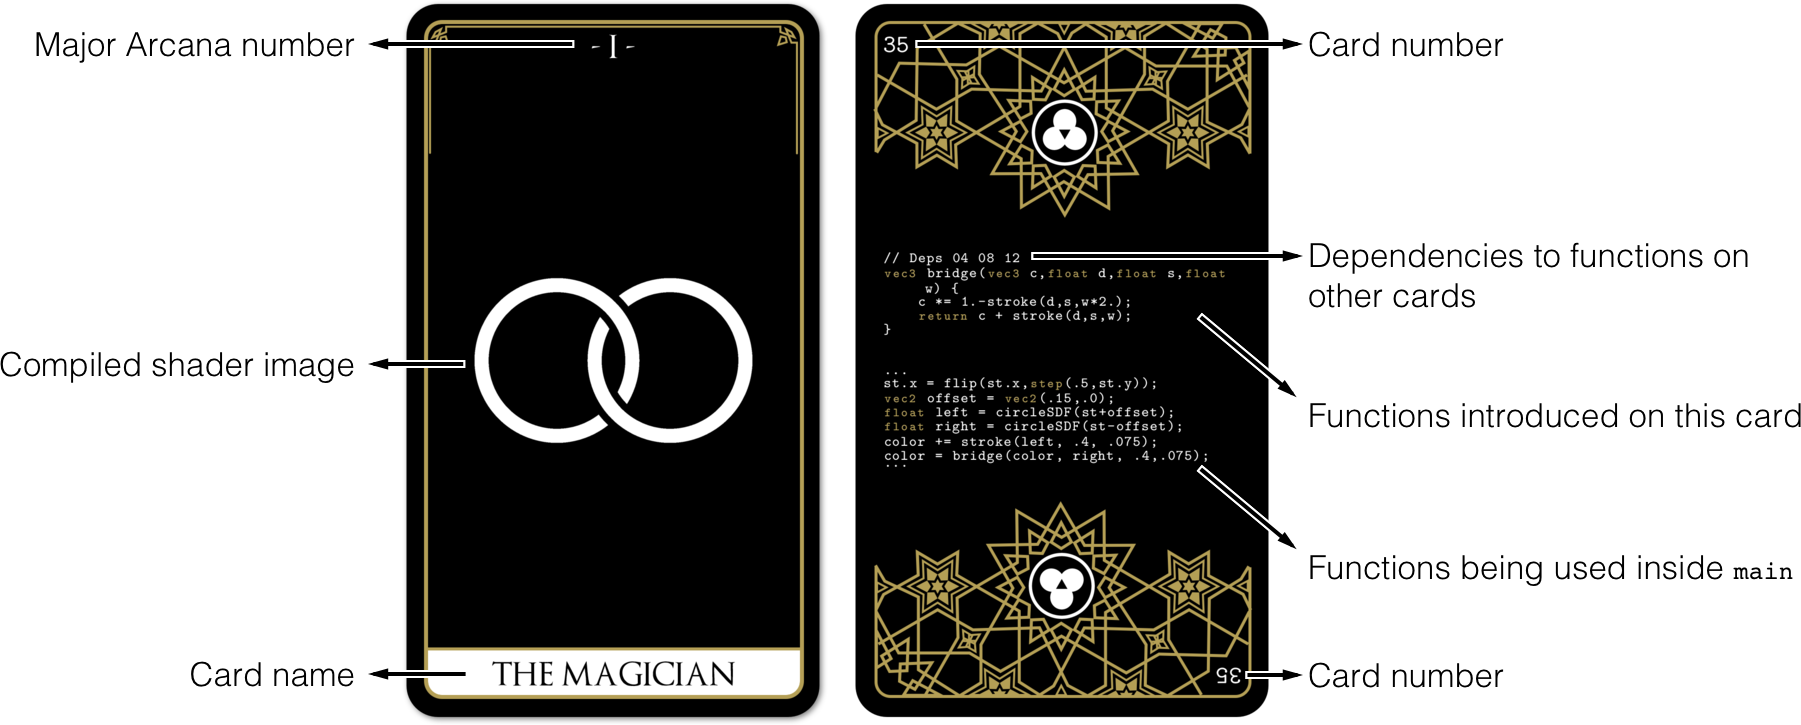 Major Arcana number
- I -
Compiled shader image
Card name
THE MAGICIAN
35
Card number
// Deps 04 08 12
vec3 bridge(vec3 c,float d,float s,float
w) {
c *= 1.-stroke(d,s,w*2.);
return c + stroke(d,s,w);
}
...
st.x = flip(st.x,step(.5,st.y));
vec2 offset = vec2(.15,.0);
float left = circleSDF(st+offset);
float right = circleSDF(st-offset);
color += stroke(left, .4, .075);
color = bridge(color, right, .4,.075);
...
Dependencies to functions on
other cards
Functions introduced on this card
Functions being used inside main
35
Card number